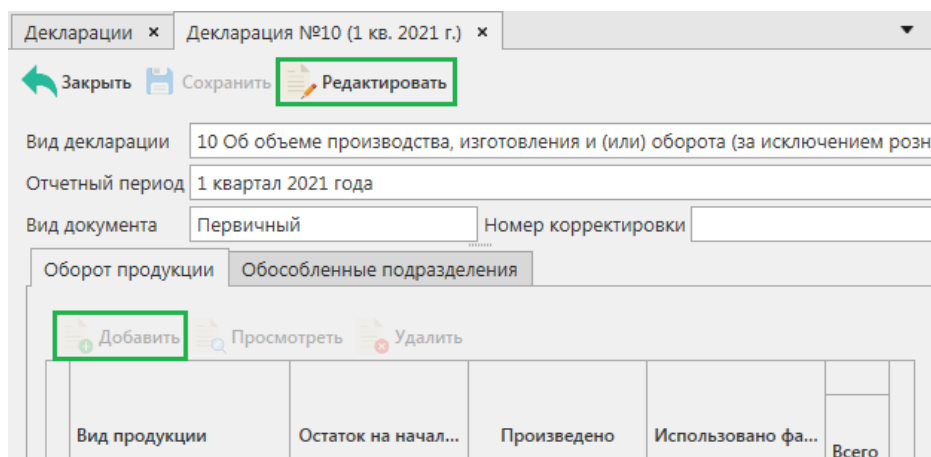 Декларации × Декларация №10 (1 кв. 2021 г.) ×
Закрыть Сохранить Редактировать
Вид декларации 10 Об объеме производства, изготовления и (или) оборота (за исключением розн
Отчетный период 1 квартал 2021 года
Вид документа Первичный Номер корректировки
Оборот продукции Обособленные подразделения
Добавить Просмотреть Удалить
Вид продукции Остаток на начал... Произведено Использовано фа... Всего